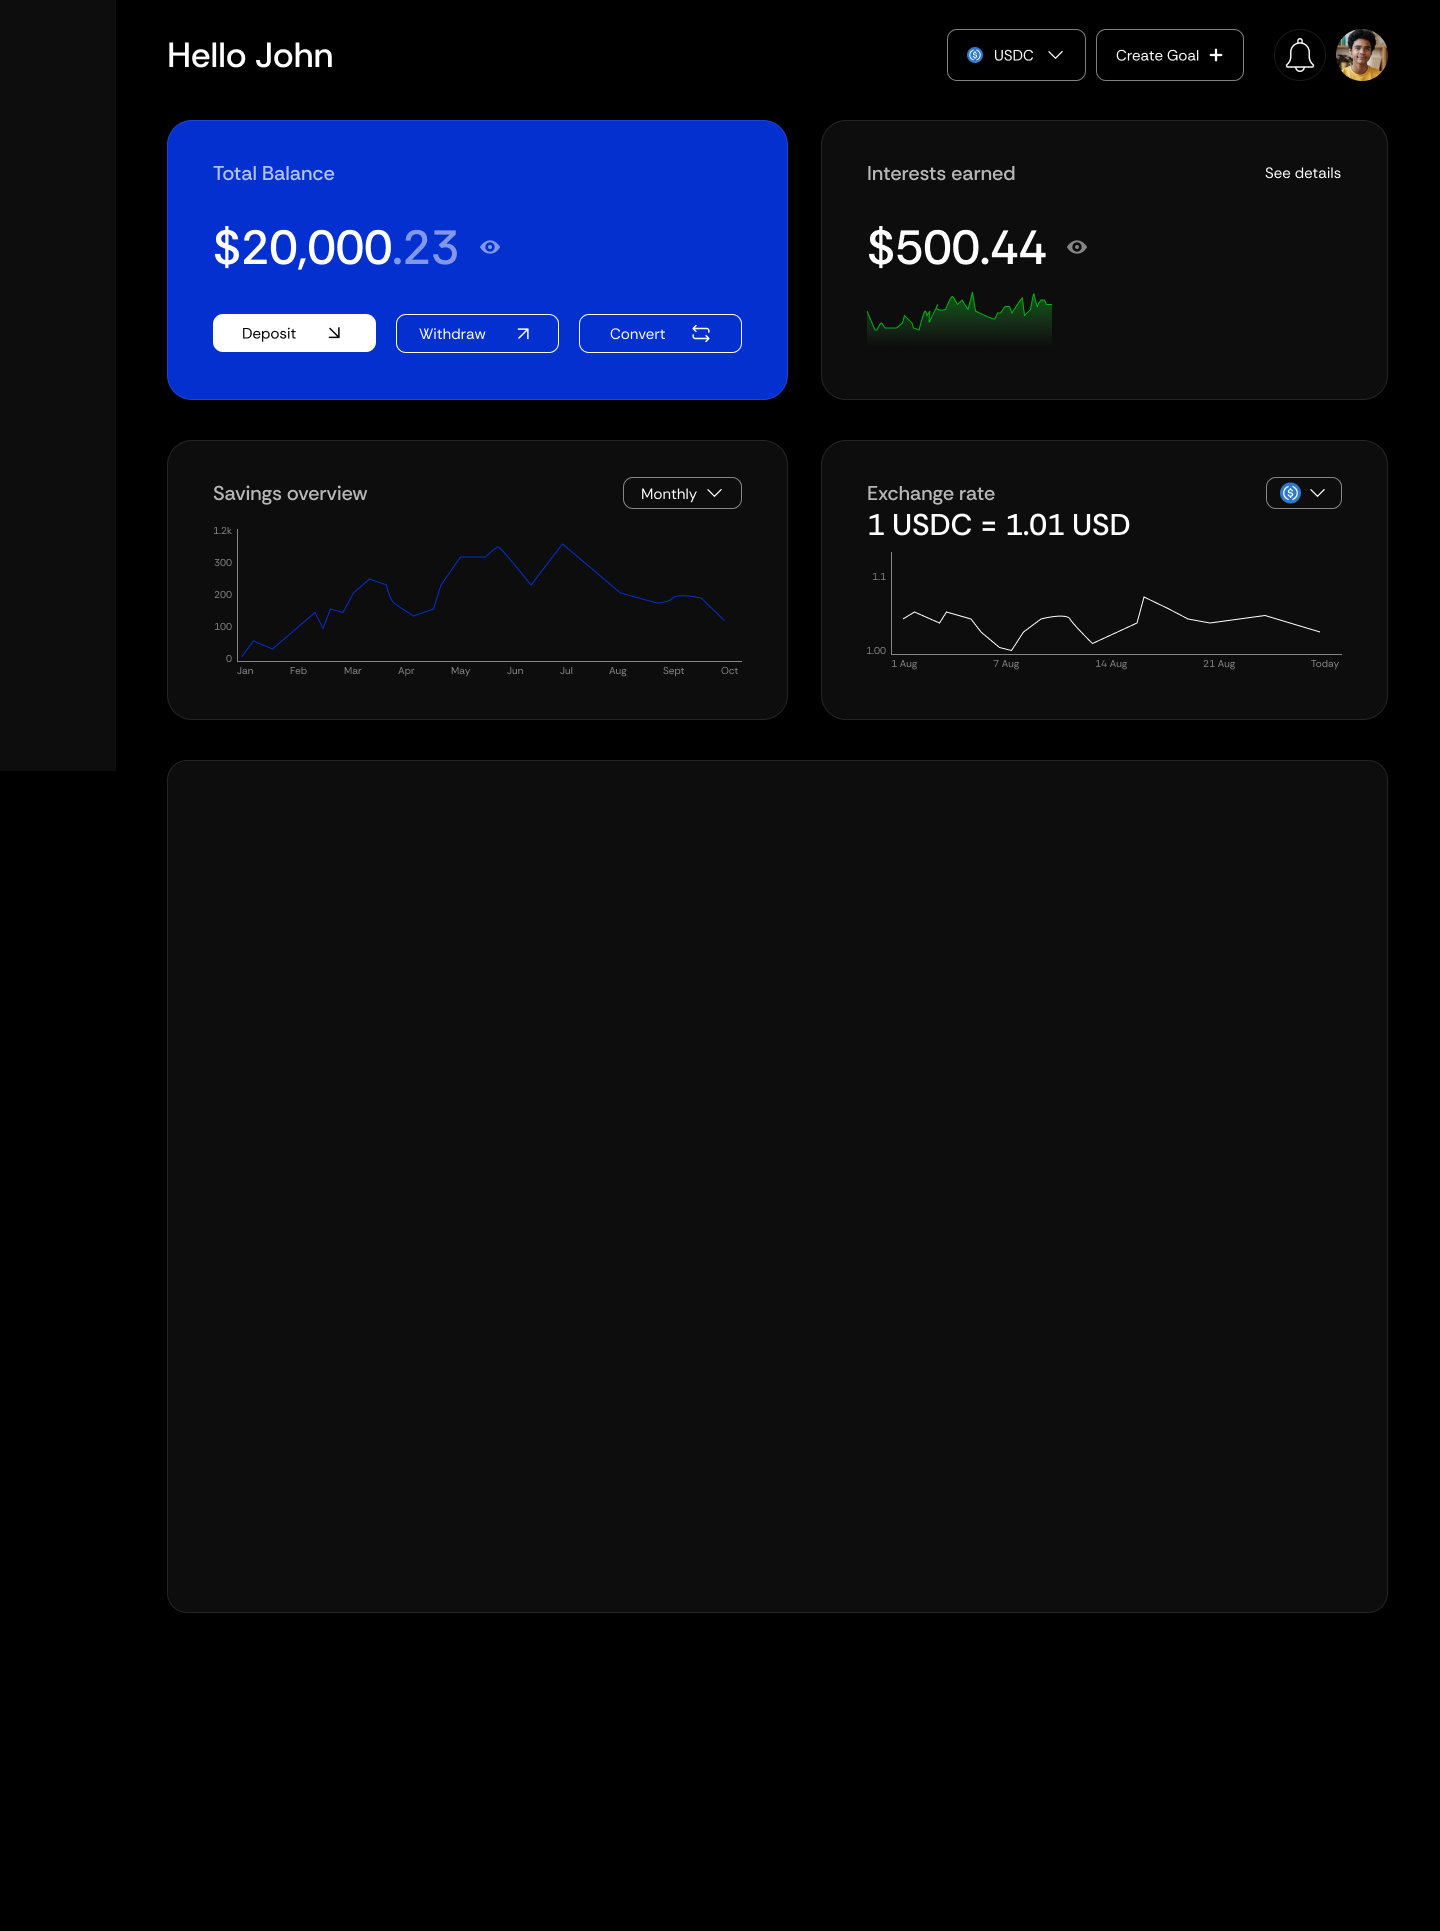 Hello John
USDC
Create Goal
Total Balance
$20,000.23
Deposit
Withdraw
Convert
Interests earned
See details
$500.44
Savings overview
Monthly
1.2k
300
200
100
0
Jan Feb Mar Apr May Jun Jul Aug Sept Oct
Exchange rate
1 USDC = 1.01 USD
1.1
1.00
1 Aug 7 Aug 14 Aug 21 Aug Today